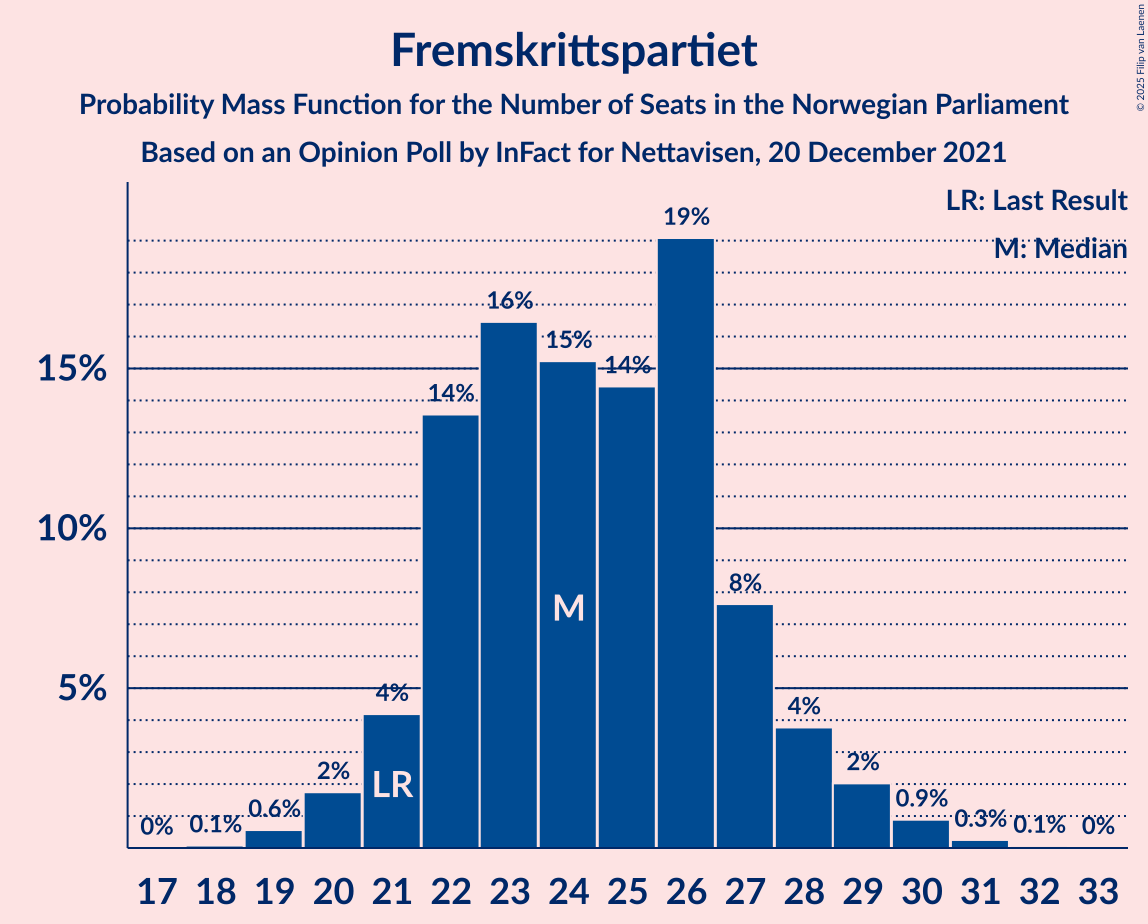 Fremskrittspartiet
Probability Mass Function for the Number of Seats in the Norwegian Parliament
Based on an Opinion Poll by InFact for Nettavisen, 20 December 2021
© 2025 Filip van Laenen
LR: Last Result
M: Median
15%
10%
5%
0%
0.1%
0.6%
2%
4%
14%
16%
15%
14%
19%
8%
4%
2%
0.9%
0.3%
0.1%
0%
LR
M
17 18 19 20 21 22 23 24 25 26 27 28 29 30 31 32 33